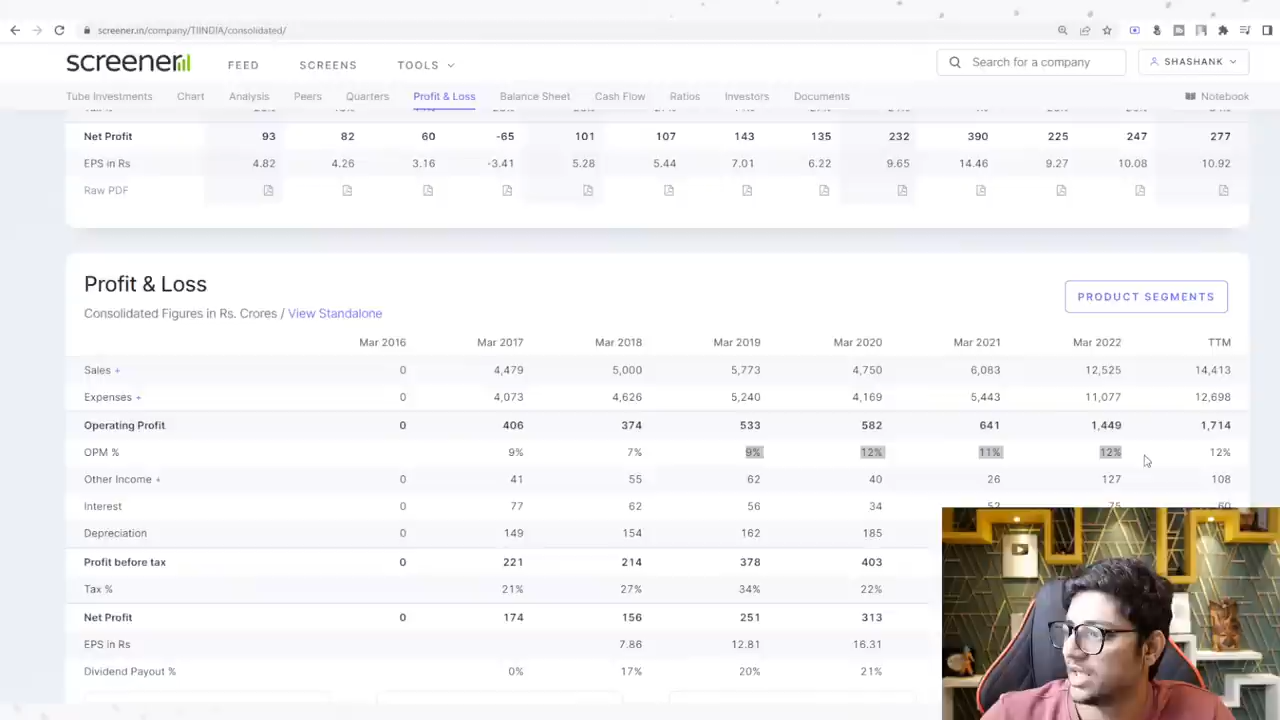 screener.in/company/TIINDIA/consolidated/
screener
FEED SCREENS TOOLS
Search for a company
SHASHANK
Tube Investments Chart Analysis Peers Quarters Profit & Loss Balance Sheet Cash Flow Ratios Investors Documents Notebook
Net Profit 93 82 60 -65 101 107 143 135 232 390 225 247 277
EPS in Rs 4.82 4.26 3.16 -3.41 5.28 5.44 7.01 6.22 9.65 14.46 9.27 10.08 10.92
Raw PDF
Profit & Loss
PRODUCT SEGMENTS
Consolidated Figures in Rs. Crores / View Standalone
Mar 2016 Mar 2017 Mar 2018 Mar 2019 Mar 2020 Mar 2021 Mar 2022 TTM
Sales + 0 4,479 5,000 5,773 4,750 6,083 12,525 14,413
Expenses + 0 4,073 4,626 5,240 4,169 5,443 11,077 12,698
Operating Profit 0 406 374 533 582 641 1,449 1,714
OPM % 9% 7% 9% 12% 11% 12% 12%
Other Income + 0 41 55 62 40 26 127 108
Interest 0 77 62 56 34 52 75 60
Depreciation 0 149 154 162 185
Profit before tax 0 221 214 378 403
Tax % 21% 27% 34% 22%
Net Profit 0 174 156 251 313
EPS in Rs 7.86 12.81 16.31
Dividend Payout % 0% 17% 20% 21%